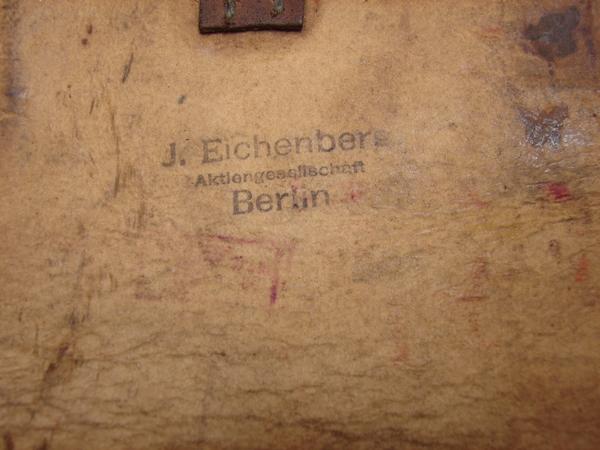 J. Eichenberg
Aktiengesellschaft
Berlin